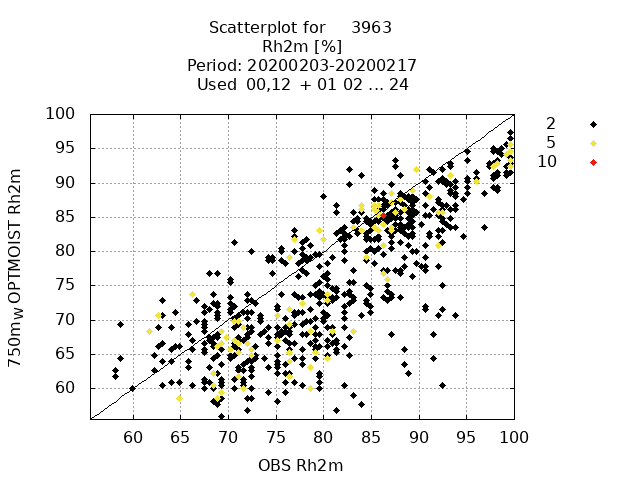 Scatterplot for 3963
Rh2m [%]
Period: 20200203-20200217
Used 00,12 + 01 02 ... 24
100
95
90
85
80
75
70
65
60
750mw OPTMOIST Rh2m
2
5
10
60 65 70 75 80 85 90 95 100
OBS Rh2m